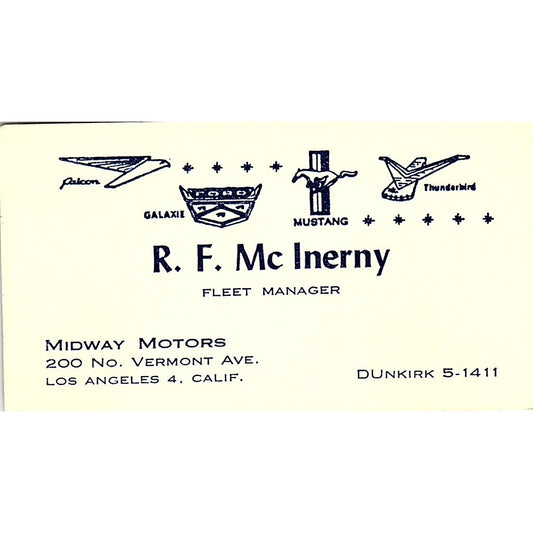 Falcon
GALAXIE
FORD
MUSTANG
Thunderbird
R. F. Mc Inerny
FLEET MANAGER
MIDWAY MOTORS
200 NO. VERMONT AVE.
LOS ANGELES 4, CALIF.
DUnkirk 5-1411